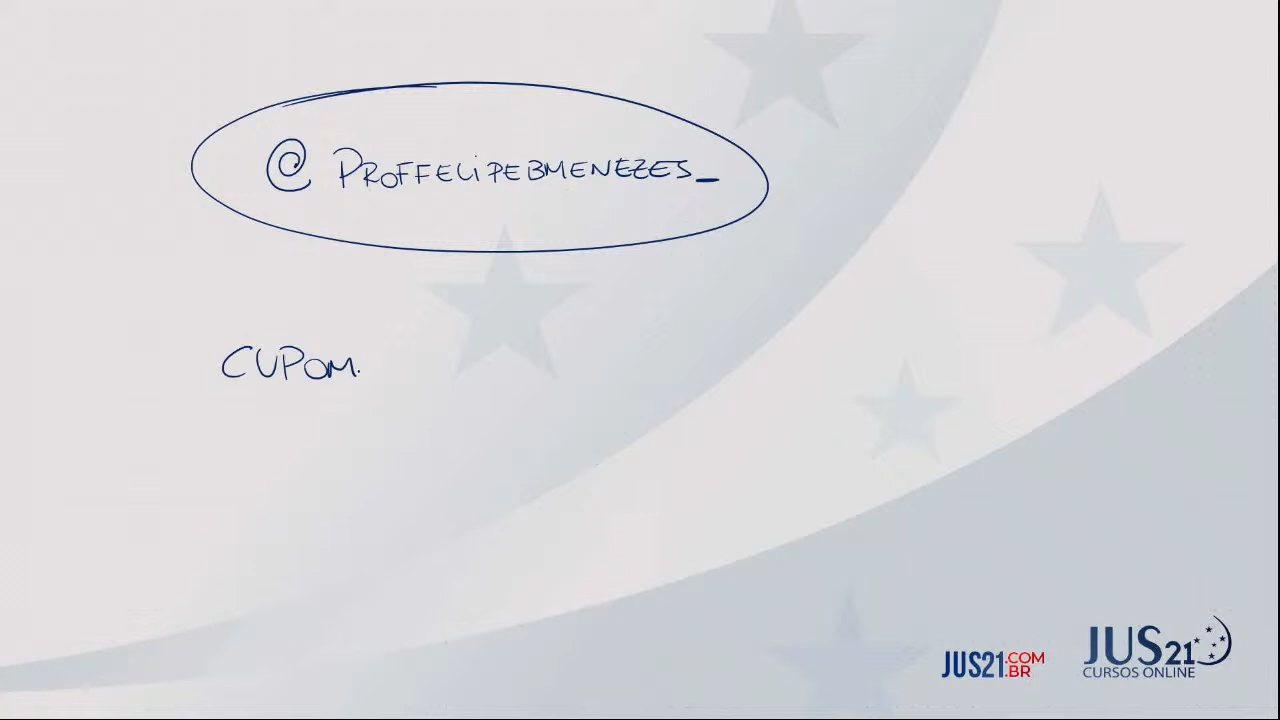 @ PROFFELIPEBMENEZES_
CUPOM.
JUS21.COM.BR
JUS21
CURSOS ONLINE